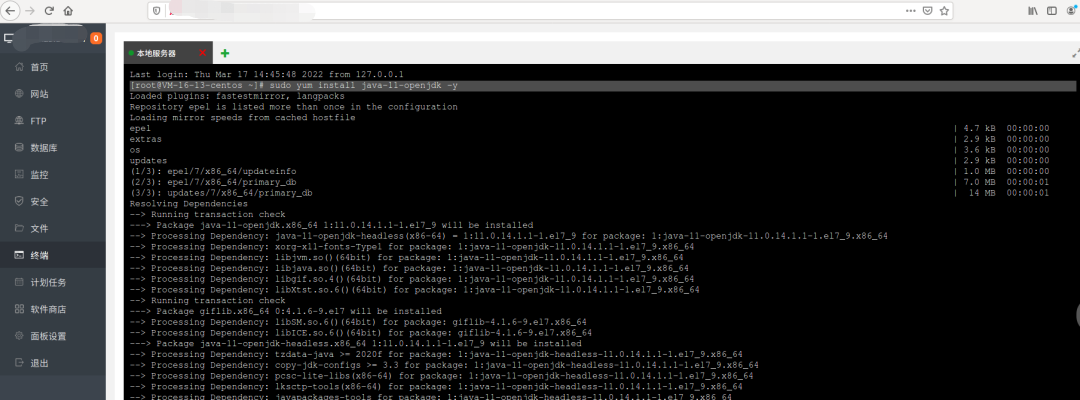 0
首页
网站
FTP
数据库
监控
安全
文件
终端
计划任务
软件商店
面板设置
退出
本地服务器
Last login: Thu Mar 17 14:45:48 2022 from 127.0.0.1
[root@VM-16-13-centos ~]# sudo yum install java-11-openjdk -y
Loaded plugins: fastestmirror, langpacks
Repository epel is listed more than once in the configuration
Loading mirror speeds from cached hostfile
epel | 4.7 kB 00:00:00
extras | 2.9 kB 00:00:00
os | 3.6 kB 00:00:00
updates | 2.9 kB 00:00:00
(1/3): epel/7/x86_64/updateinfo | 1.0 MB 00:00:00
(2/3): epel/7/x86_64/primary_db | 7.0 MB 00:00:01
(3/3): updates/7/x86_64/primary_db | 14 MB 00:00:01
Resolving Dependencies
--> Running transaction check
---> Package java-11-openjdk.x86_64 1:11.0.14.1.1-1.el7_9 will be installed
--> Processing Dependency: java-11-openjdk-headless(x86-64) = 1:11.0.14.1.1-1.el7_9 for package: 1:java-11-openjdk-11.0.14.1.1-1.el7_9.x86_64
--> Processing Dependency: xorg-x11-fonts-Type1 for package: 1:java-11-openjdk-11.0.14.1.1-1.el7_9.x86_64
--> Processing Dependency: libjvm.so()(64bit) for package: 1:java-11-openjdk-11.0.14.1.1-1.el7_9.x86_64
--> Processing Dependency: libjava.so()(64bit) for package: 1:java-11-openjdk-11.0.14.1.1-1.el7_9.x86_64
--> Processing Dependency: libgif.so.4()(64bit) for package: 1:java-11-openjdk-11.0.14.1.1-1.el7_9.x86_64
--> Processing Dependency: libXtst.so.6()(64bit) for package: 1:java-11-openjdk-11.0.14.1.1-1.el7_9.x86_64
--> Running transaction check
---> Package giflib.x86_64 0:4.1.6-9.el7 will be installed
--> Processing Dependency: libSM.so.6()(64bit) for package: giflib-4.1.6-9.el7.x86_64
--> Processing Dependency: libICE.so.6()(64bit) for package: giflib-4.1.6-9.el7.x86_64
---> Package java-11-openjdk-headless.x86_64 1:11.0.14.1.1-1.el7_9 will be installed
--> Processing Dependency: tzdata-java >= 2020f for package: 1:java-11-openjdk-headless-11.0.14.1.1-1.el7_9.x86_64
--> Processing Dependency: copy-jdk-configs >= 3.3 for package: 1:java-11-openjdk-headless-11.0.14.1.1-1.el7_9.x86_64
--> Processing Dependency: pcsc-lite-libs(x86-64) for package: 1:java-11-openjdk-headless-11.0.14.1.1-1.el7_9.x86_64
--> Processing Dependency: lksctp-tools(x86-64) for package: 1:java-11-openjdk-headless-11.0.14.1.1-1.el7_9.x86_64
--> Processing Dependency: javapackages-tools for package: 1:java-11-openjdk-headless-11.0.14.1.1-1.el7_9.x86_64